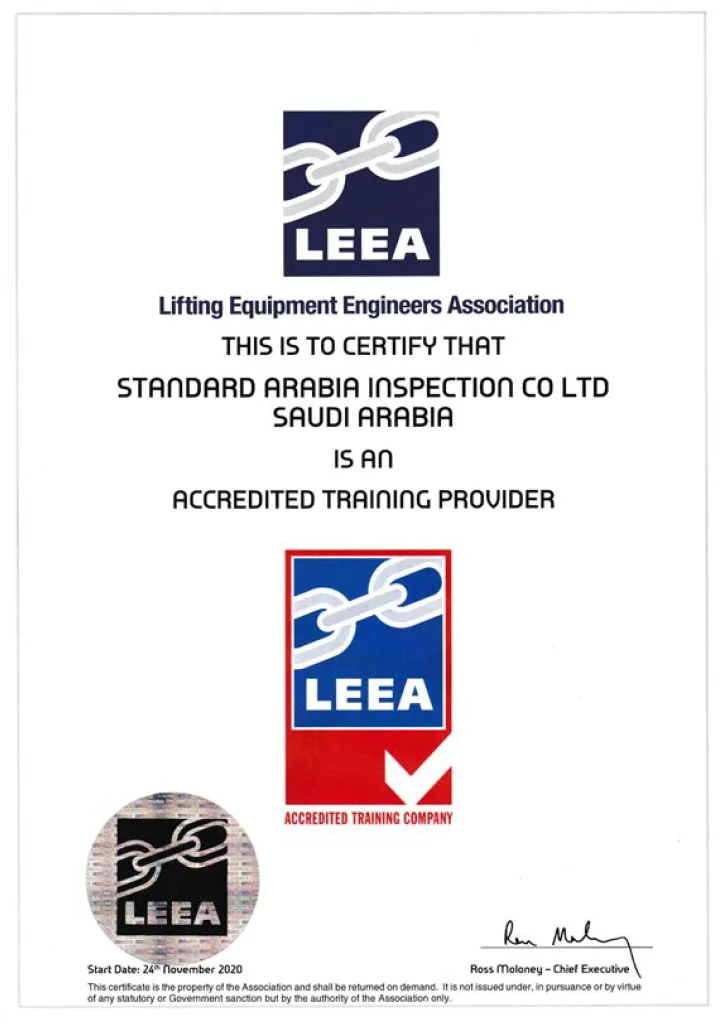 LEEA
Lifting Equipment Engineers Association
THIS IS TO CERTIFY THAT
STANDARD ARABIA INSPECTION CO LTD
SAUDI ARABIA
IS AN
ACCREDITED TRAINING PROVIDER
LEEA
ACCREDITED TRAINING COMPANY
LEEA
Ross Moloney
Start Date: 24th November 2020
Ross Moloney – Chief Executive
This certificate is the property of the Association and shall be returned on demand. It is not issued under, in pursuance or by virtue
of any statutory or Government sanction but by the authority of the Association only.